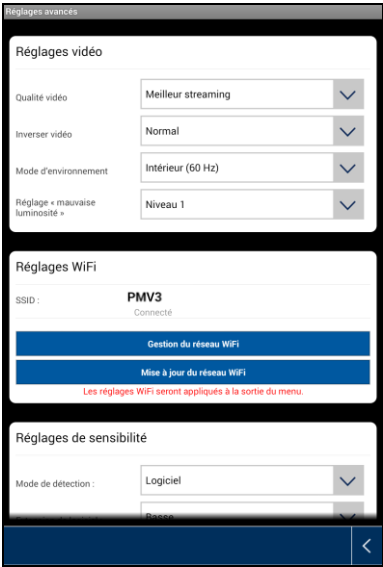 Réglages avancés
Réglages vidéo
Qualité vidéo
Meilleur streaming
Inverser vidéo
Normal
Mode d'environnement
Intérieur (60 Hz)
Réglage « mauvaise
luminosité »
Niveau 1
Réglages WiFi
SSID :
PMV3
Connecté
Gestion du réseau WiFi
Mise à jour du réseau WiFi
Les réglages WiFi seront appliqués à la sortie du menu.
Réglages de sensibilité
Mode de détection :
Logiciel
Basse